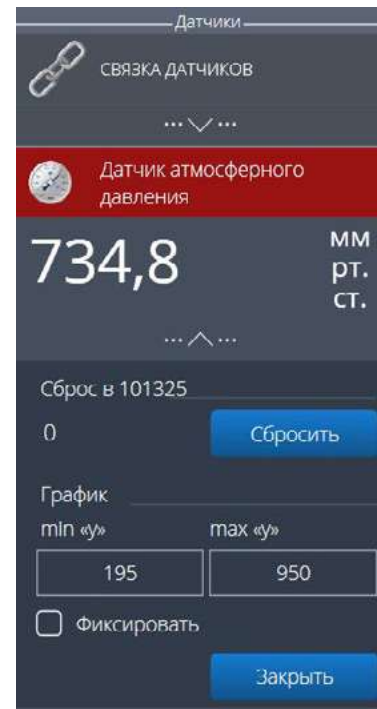 Датчики
СВЯЗКА ДАТЧИКОВ
Датчик атмосферного
давления
734,8 мм
рт.
ст.
Сброс в 101325
0 Сбросить
График
min «y» max «y»
195 950
Фиксировать
Закрыть